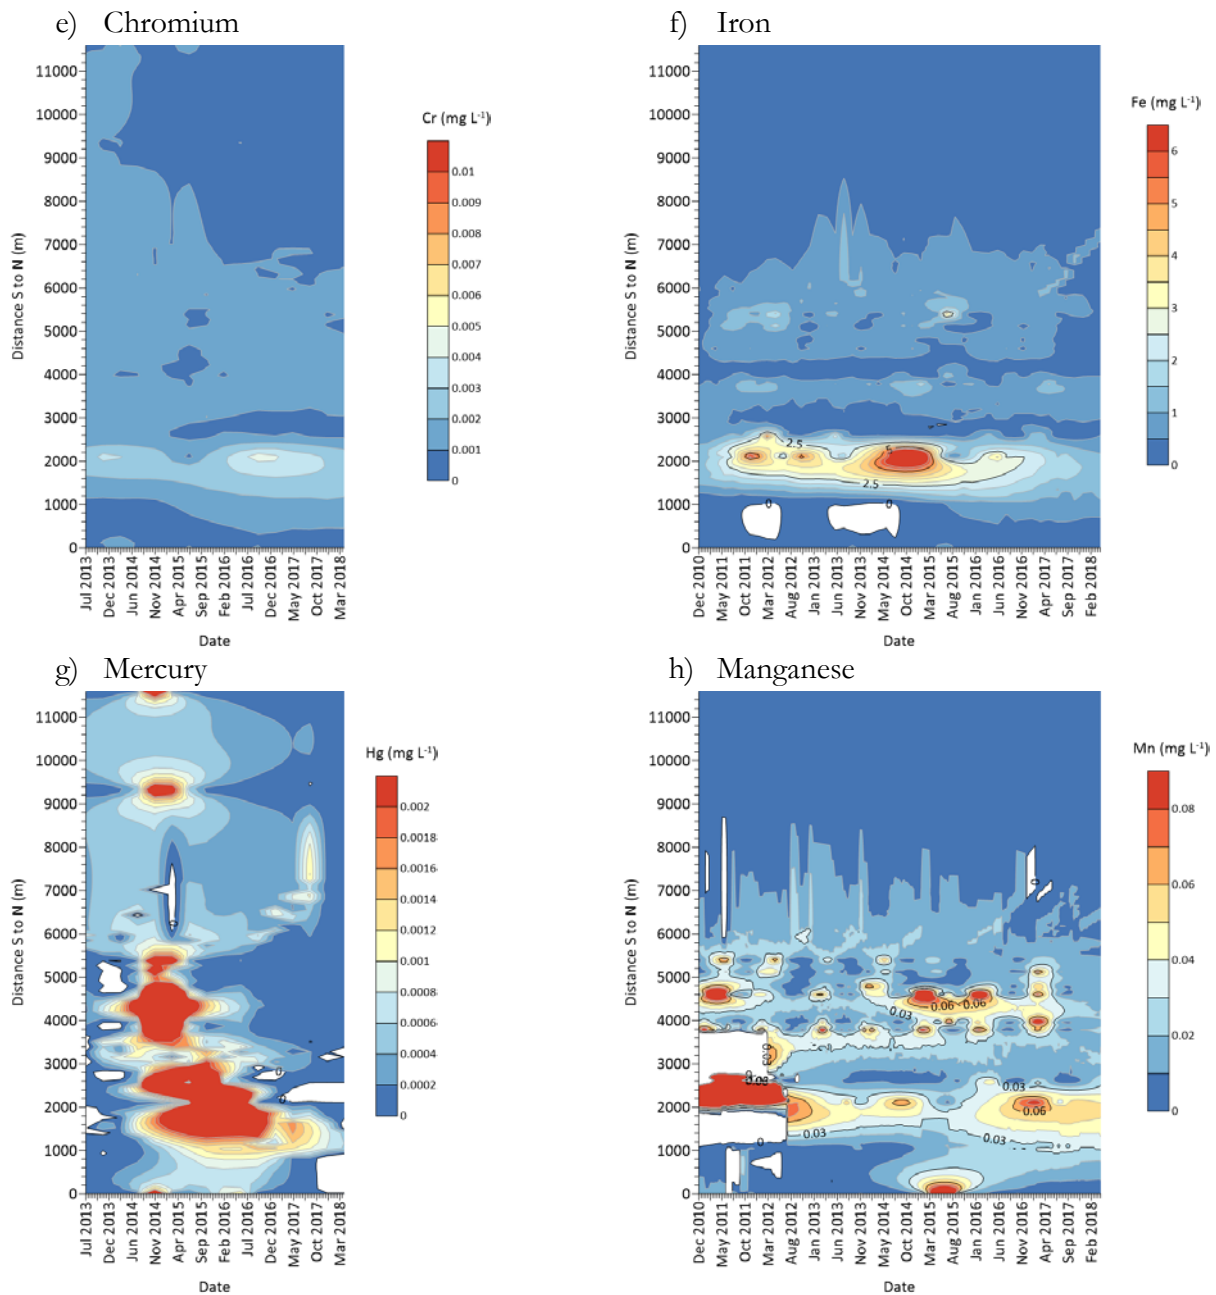 e) Chromium
f) Iron
11000
10000
9000
8000
7000
6000
5000
4000
3000
2000
1000
0
Distance S to N (m)
Jul 2013
Dec 2013
Jun 2014
Nov 2014
Apr 2015
Sep 2015
Feb 2016
Dec 2016
May 2017
Oct 2017
Mar 2018
Date
Cr (mg L-1)
0.01
0.009
0.008
0.007
0.006
0.005
0.004
0.003
0.002
0.001
0
11000
10000
9000
8000
7000
6000
5000
4000
3000
2000
1000
0
Distance S to N (m)
2.5
5
2.5
0
0
Dec 2010
May 2011
Oct 2011
Mar 2012
Aug 2012
Jan 2013
Jun 2013
Nov 2013
May 2014
Oct 2014
Mar 2015
Aug 2015
Jan 2016
Jun 2016
Nov 2016
Apr 2017
Sep 2017
Feb 2018
Date
Fe (mg L-1)
6
5
4
3
2
1
0
g) Mercury
h) Manganese
11000
10000
9000
8000
7000
6000
5000
4000
3000
2000
1000
0
Distance S to N (m)
0
0
0
Jul 2013
Dec 2013
Jun 2014
Nov 2014
Apr 2015
Sep 2015
Feb 2016
Dec 2016
May 2017
Oct 2017
Mar 2018
Date
Hg (mg L-1)
0.002
0.0018
0.0016
0.0014
0.0012
0.001
0.0008
0.0006
0.0004
0.0002
0
11000
10000
9000
8000
7000
6000
5000
4000
3000
2000
1000
0
Distance S to N (m)
0
0.06
0.06
0.03
0.03
0.06
0.03
0.03
0
Dec 2010
May 2011
Oct 2011
Mar 2012
Aug 2012
Jan 2013
Jun 2013
Nov 2013
May 2014
Oct 2014
Mar 2015
Aug 2015
Jan 2016
Jun 2016
Nov 2016
Apr 2017
Sep 2017
Feb 2018
Date
Mn (mg L-1)
0.08
0.06
0.04
0.02
0